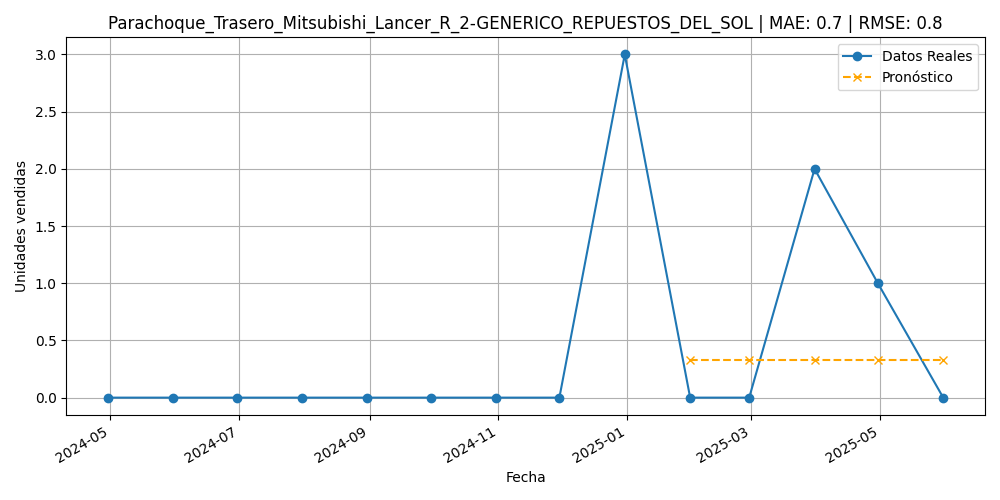 Parachoque_Trasero_Mitsubishi_Lancer_R_2-GENERICO_REPUESTOS_DEL_SOL | MAE: 0.7 | RMSE: 0.8
Datos Reales
Pronóstico
Unidades vendidas
3.0
2.5
2.0
1.5
1.0
0.5
0.0
2024-05
2024-07
2024-09
2024-11
2025-01
2025-03
2025-05
Fecha